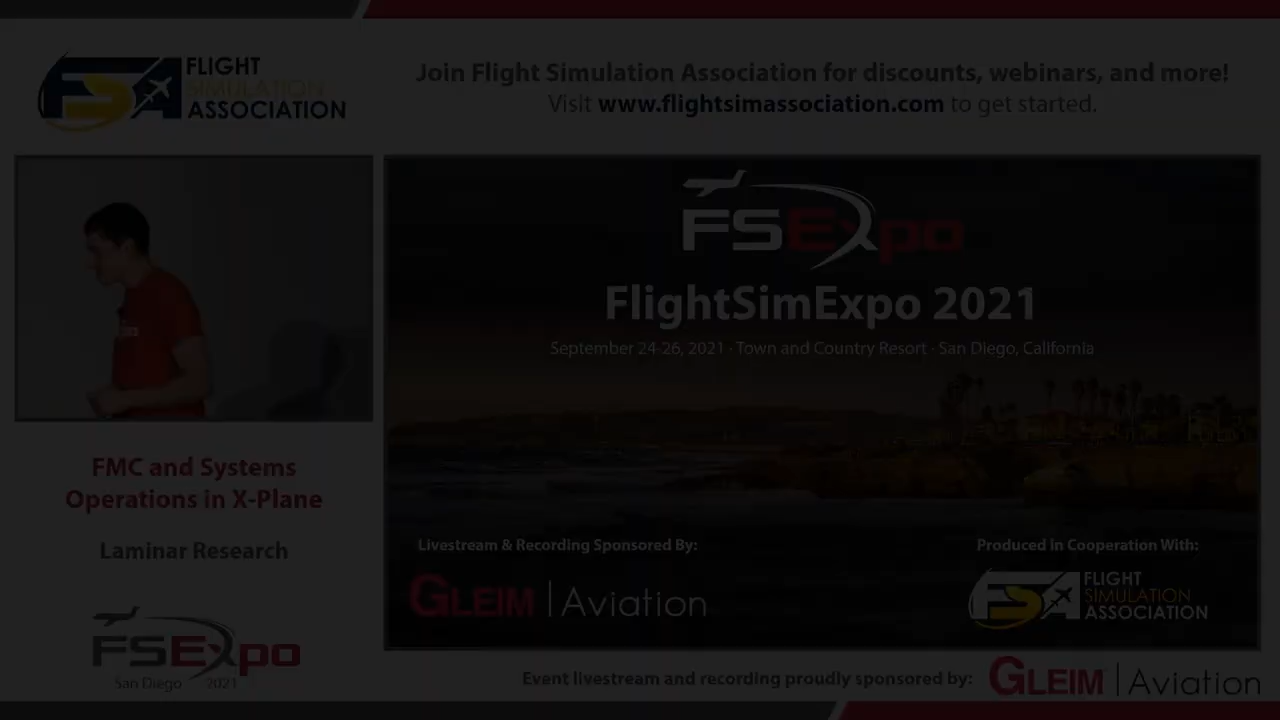 FSA FLIGHT
SIMULATION
ASSOCIATION
Join Flight Simulation Association for discounts, webinars, and more!
Visit www.flightsimassociation.com to get started.
FSExpo
FlightSimExpo 2021
September 24-26, 2021 · Town and Country Resort · San Diego, California
FMC and Systems
Operations in X-Plane
Laminar Research
Livestream & Recording Sponsored By:
GLEIM | Aviation
Produced in Cooperation With:
FSA FLIGHT
SIMULATION
ASSOCIATION
FSExpo
San Diego 2021
Event livestream and recording proudly sponsored by: GLEIM | Aviation